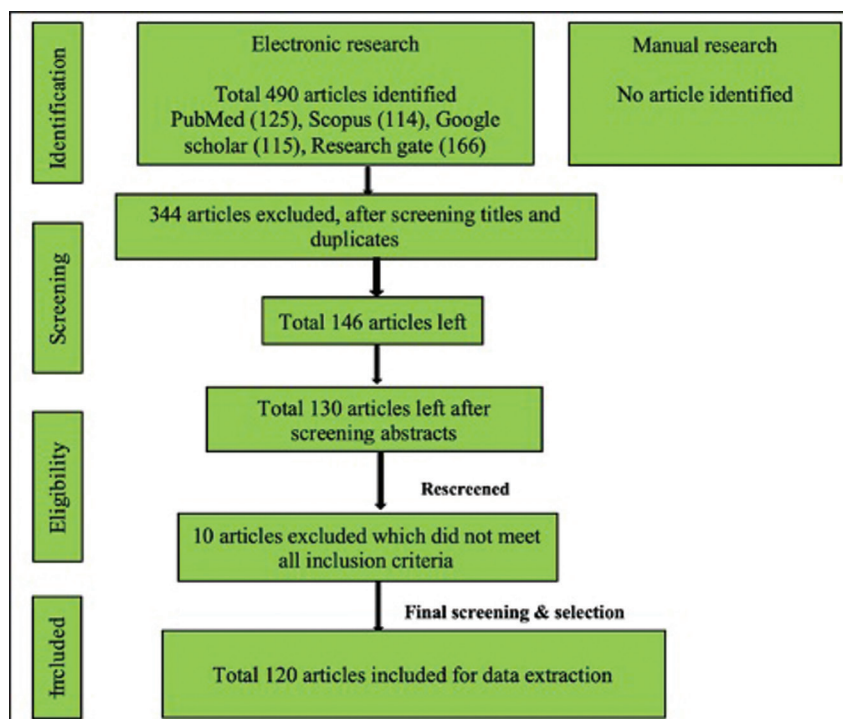 Identification
Electronic research
Total 490 articles identified
PubMed (125), Scopus (114), Google
scholar (115), Research gate (166)
Manual research
No article identified
Screening
344 articles excluded, after screening titles and
duplicates
Total 146 articles left
Eligibility
Total 130 articles left after
screening abstracts
Rescreened
10 articles excluded which did not meet
all inclusion criteria
Included
Final screening & selection
Total 120 articles included for data extraction